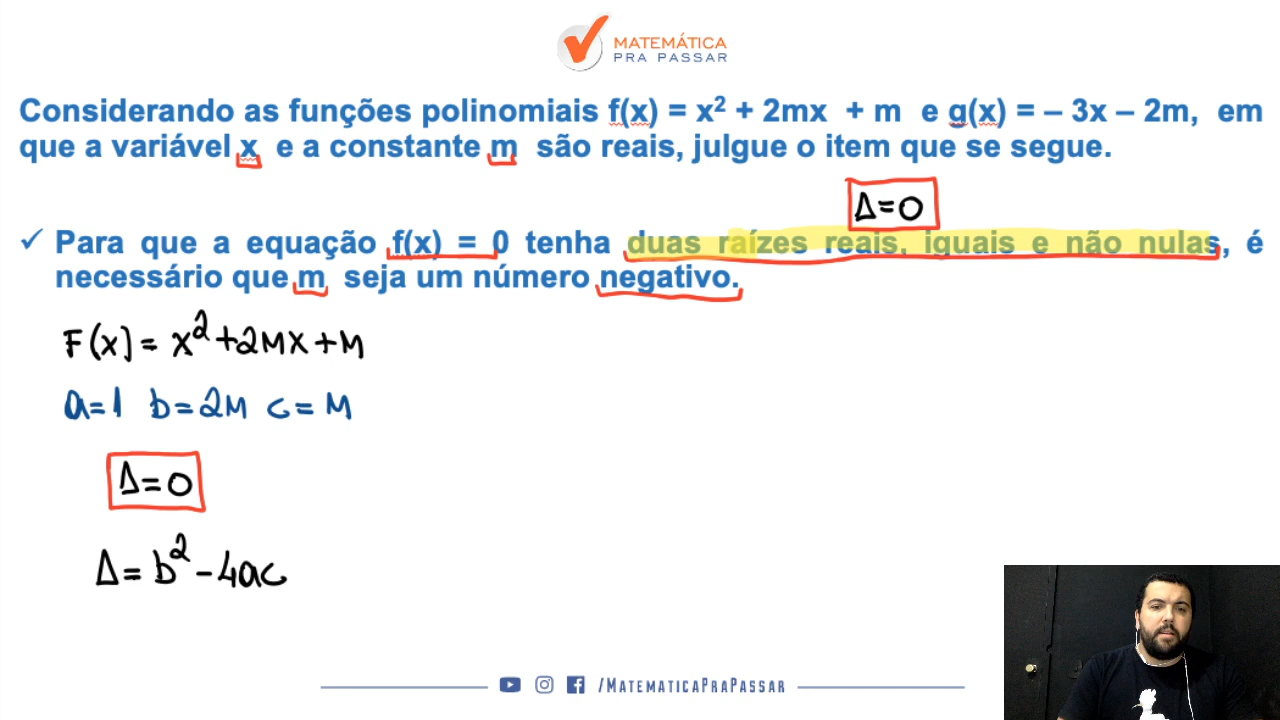 MATEMÁTICA
PRA PASSAR
Considerando as funções polinomiais f(x) = x² + 2mx + m e g(x) = – 3x – 2m, em
que a variável x e a constante m são reais, julgue o item que se segue.
Δ=0
✓ Para que a equação f(x) = 0 tenha duas raízes reais, iguais e não nulas, é
necessário que m seja um número negativo.
F(x)= x²+2Mx+M
a=1 b=2M c=M
Δ=0
Δ=b²-4ac
/MatematicaPraPassar